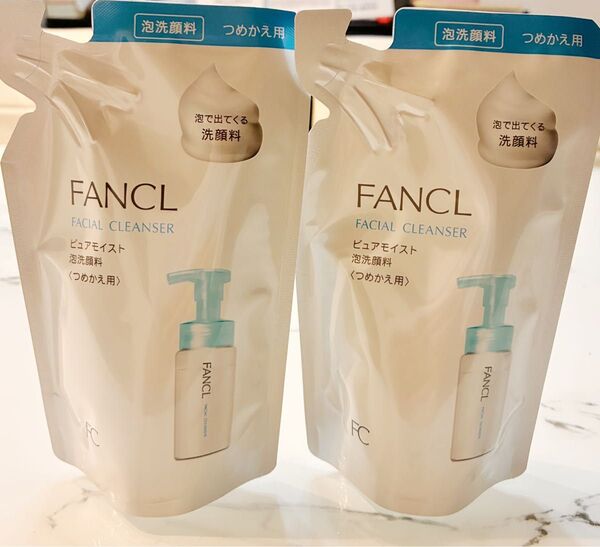 泡洗顔料 つめかえ用
泡で出てくる
洗顔料
FANCL
FACIAL CLEANSER
ピュアモイスト
泡洗顔料
〈つめかえ用〉
FANCL
FACIAL CLEANSER
FC
泡洗顔料 つめかえ用
泡で出てくる
洗顔料
FANCL
FACIAL CLEANSER
ピュアモイスト
泡洗顔料
〈つめかえ用〉
FANCL
FACIAL CLEANSER
FC